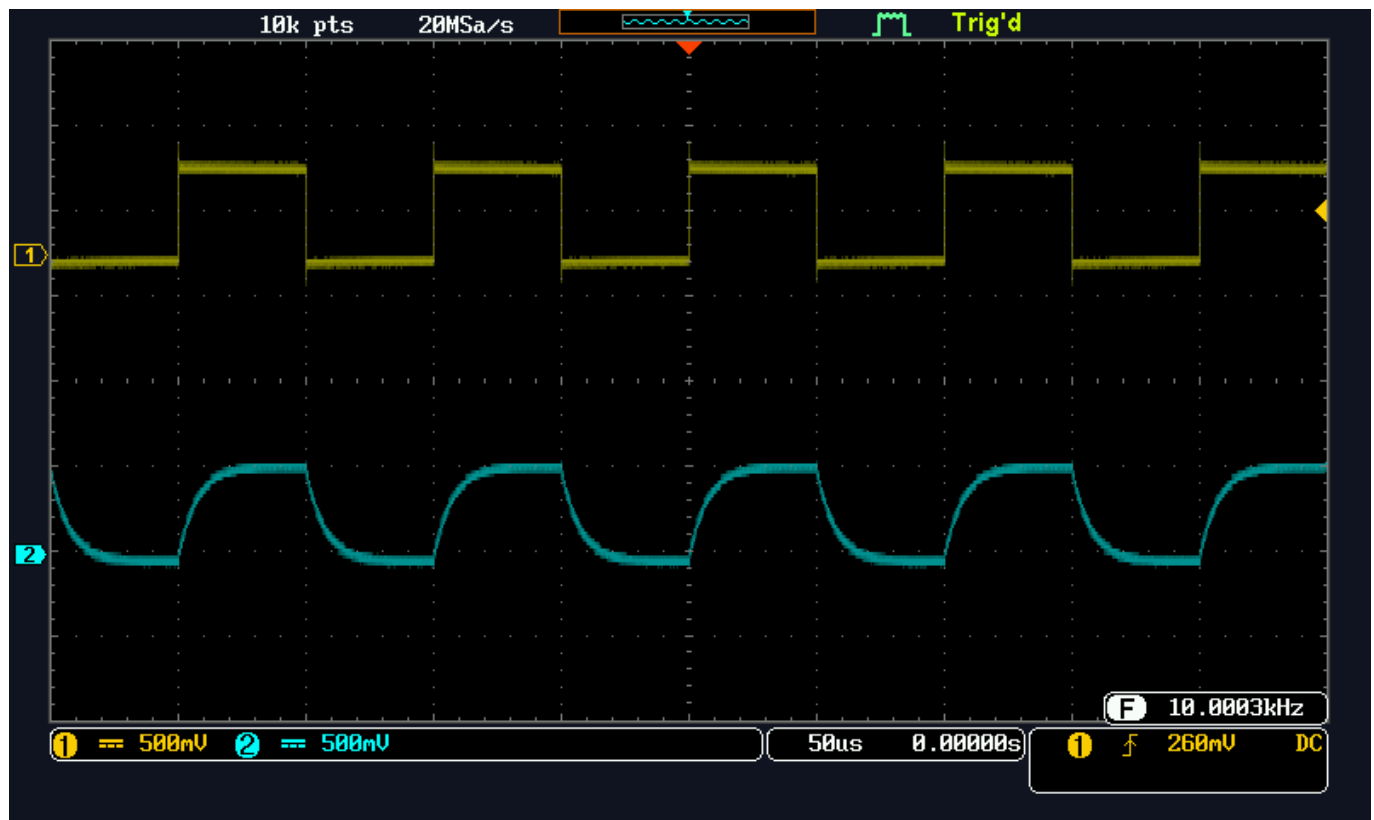 10k pts 20MSa/s Trig'd
1
2
F 10.0003kHz
1 500mV 2 500mV 50us 0.00000s 1 260mV DC